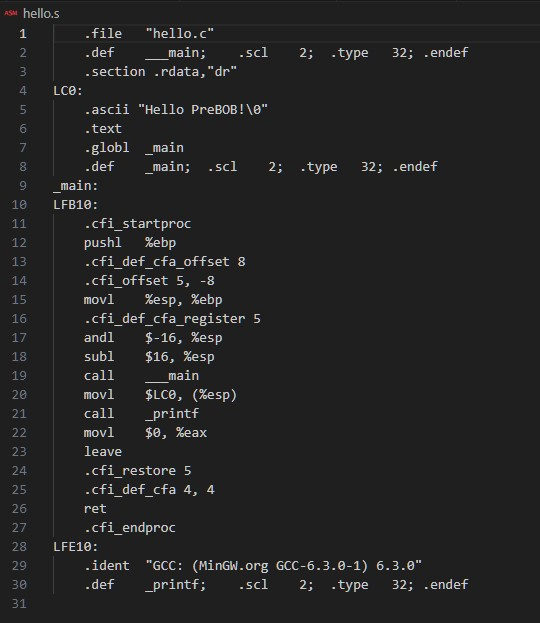 ASM hello.s
1 .file "hello.c"
2 .def ___main; .scl 2; .type 32; .endef
3 .section .rdata,"dr"
4 LC0:
5 .ascii "Hello PreBOB!\0"
6 .text
7 .globl _main
8 .def _main; .scl 2; .type 32; .endef
9 _main:
10 LFB10:
11 .cfi_startproc
12 pushl %ebp
13 .cfi_def_cfa_offset 8
14 .cfi_offset 5, -8
15 movl %esp, %ebp
16 .cfi_def_cfa_register 5
17 andl $-16, %esp
18 subl $16, %esp
19 call ___main
20 movl $LC0, (%esp)
21 call _printf
22 movl $0, %eax
23 leave
24 .cfi_restore 5
25 .cfi_def_cfa 4, 4
26 ret
27 .cfi_endproc
28 LFE10:
29 .ident "GCC: (MinGW.org GCC-6.3.0-1) 6.3.0"
30 .def _printf; .scl 2; .type 32; .endef
31